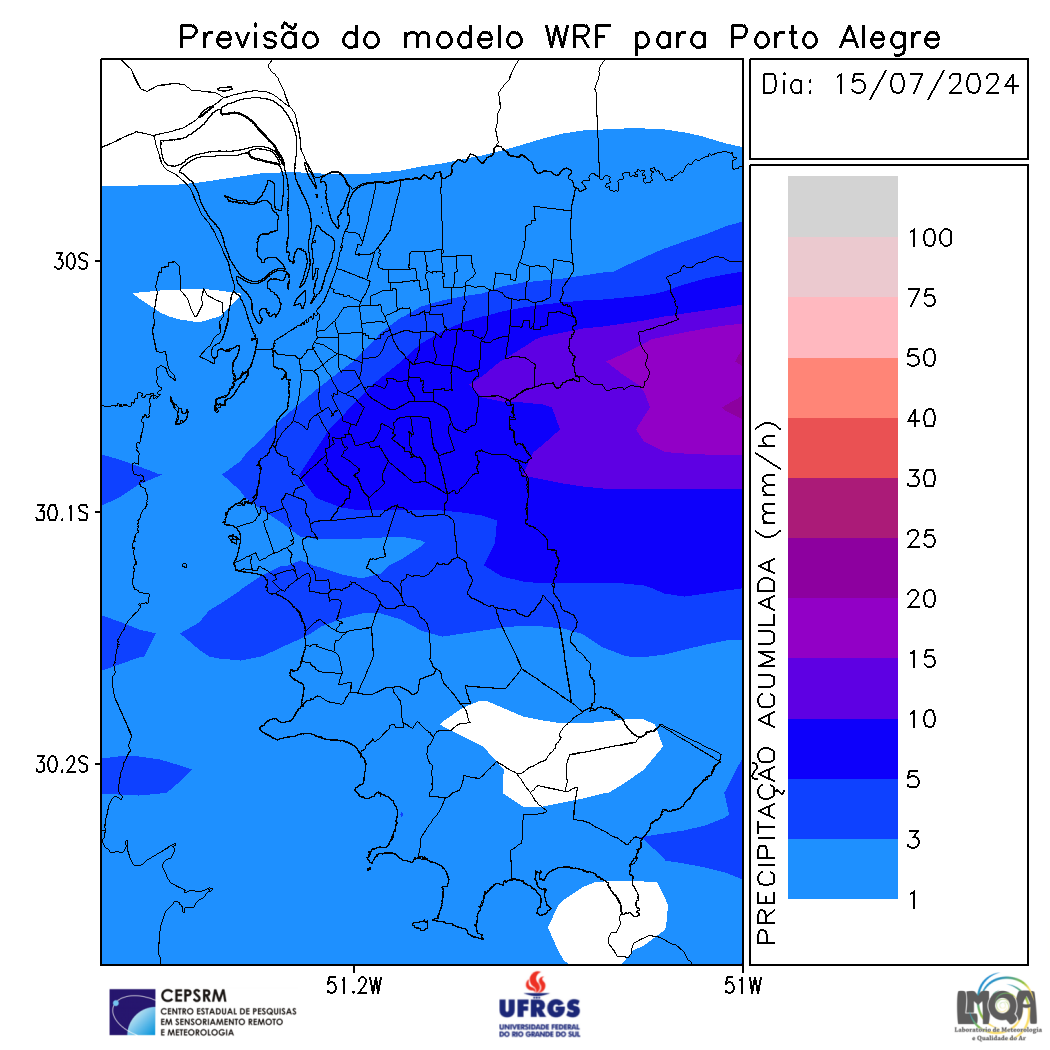 Previsão do modelo WRF para Porto Alegre
Dia: 15/07/2024
30S
30.1S
30.2S
51.2W
51W
PRECIPITAÇÃO ACUMULADA (mm/h)
100
75
50
40
30
25
20
15
10
5
3
1
CEPSRM
CENTRO ESTADUAL DE PESQUISAS
EM SENSORIAMENTO REMOTO
E METEOROLOGIA
UFRGS
UNIVERSIDADE FEDERAL
DO RIO GRANDE DO SUL
LMQA
Laboratório de Meteorologia
e Qualidade do Ar